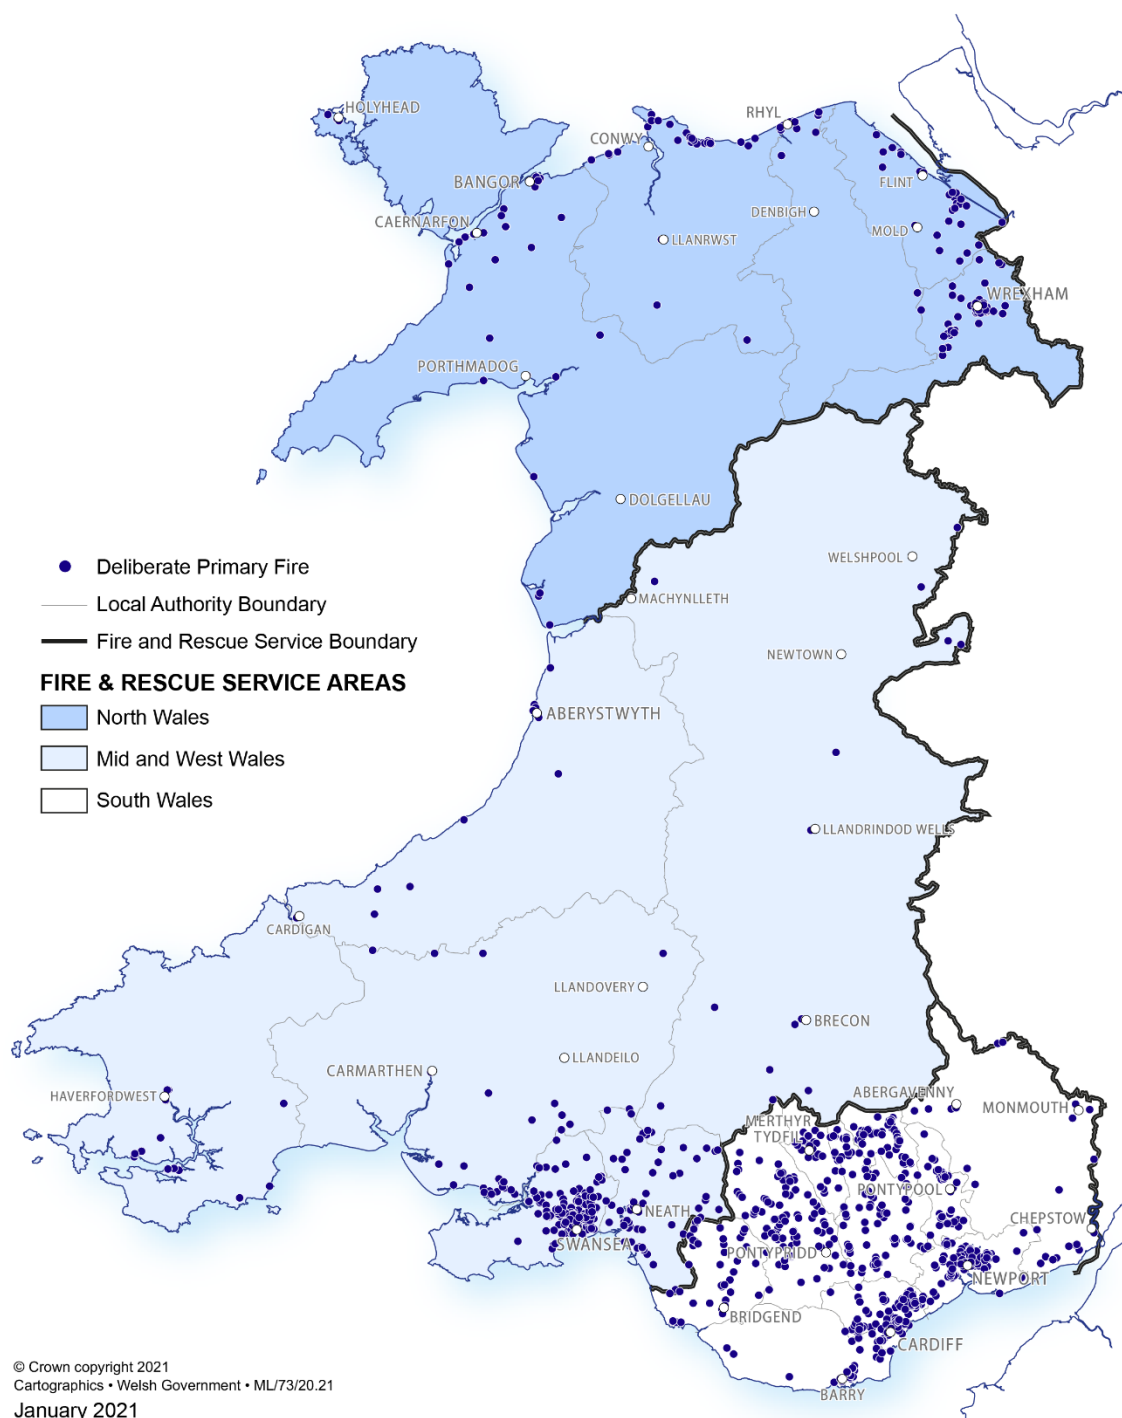 HOLYHEAD
RHYL
CONWY
BANGOR
FLINT
CAERNARFON
DENBIGH
MOLD
LLANRWST
WREXHAM
PORTHMADOG
DOLGELLAU
WELSHPOOL
Deliberate Primary Fire
Local Authority Boundary
MACHYNLLETH
Fire and Rescue Service Boundary
NEWTOWN
FIRE & RESCUE SERVICE AREAS
North Wales
ABERYSTWYTH
Mid and West Wales
South Wales
LLANDRINDOD WELLS
CARDIGAN
LLANDOVERY
BRECON
LLANDEILO
CARMARTHEN
HAVERFORDWEST
ABERGAVENNY
MONMOUTH
MERTHYR
TYDFIL
PONTYPOOL
NEATH
CHEPSTOW
SWANSEA
PONTYPRIDD
NEWPORT
BRIDGEND
CARDIFF
BARRY
© Crown copyright 2021
Cartographics • Welsh Government • ML/73/20.21
January 2021